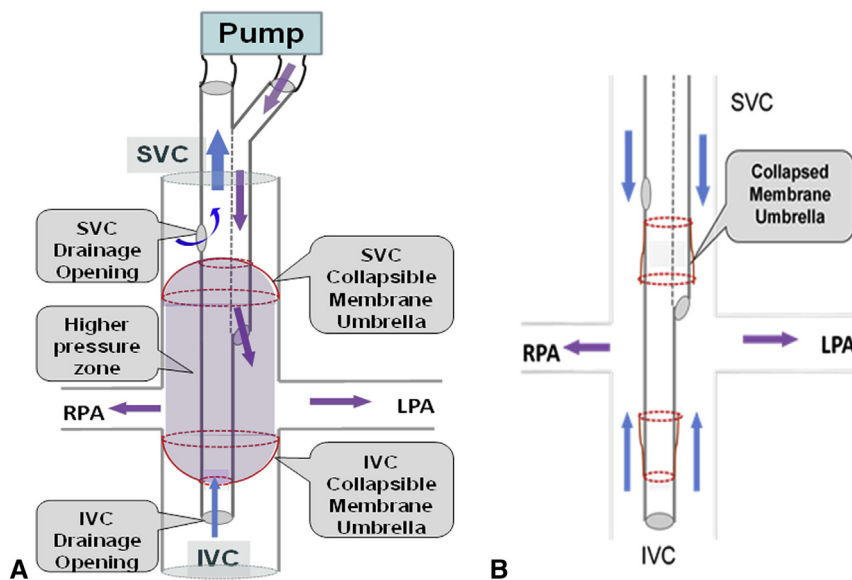 Pump
SVC
SVC
Drainage
Opening
SVC
Collapsible
Membrane
Umbrella
Higher
pressure
zone
RPA
LPA
IVC
Collapsible
Membrane
Umbrella
IVC
Drainage
Opening
IVC
A
SVC
Collapsed
Membrane
Umbrella
RPA
LPA
IVC
B